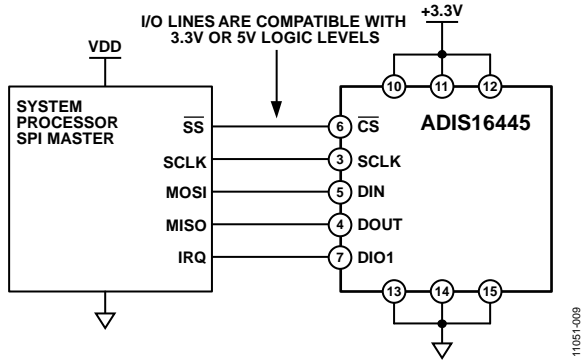 I/O LINES ARE COMPATIBLE WITH
3.3V OR 5V LOGIC LEVELS
+3.3V
VDD
10 11 12
SYSTEM
PROCESSOR
SPI MASTER
ADIS16445
SS 6 CS
SCLK 3 SCLK
MOSI 5 DIN
MISO 4 DOUT
IRQ 7 DIO1
13 14 15
11051-009